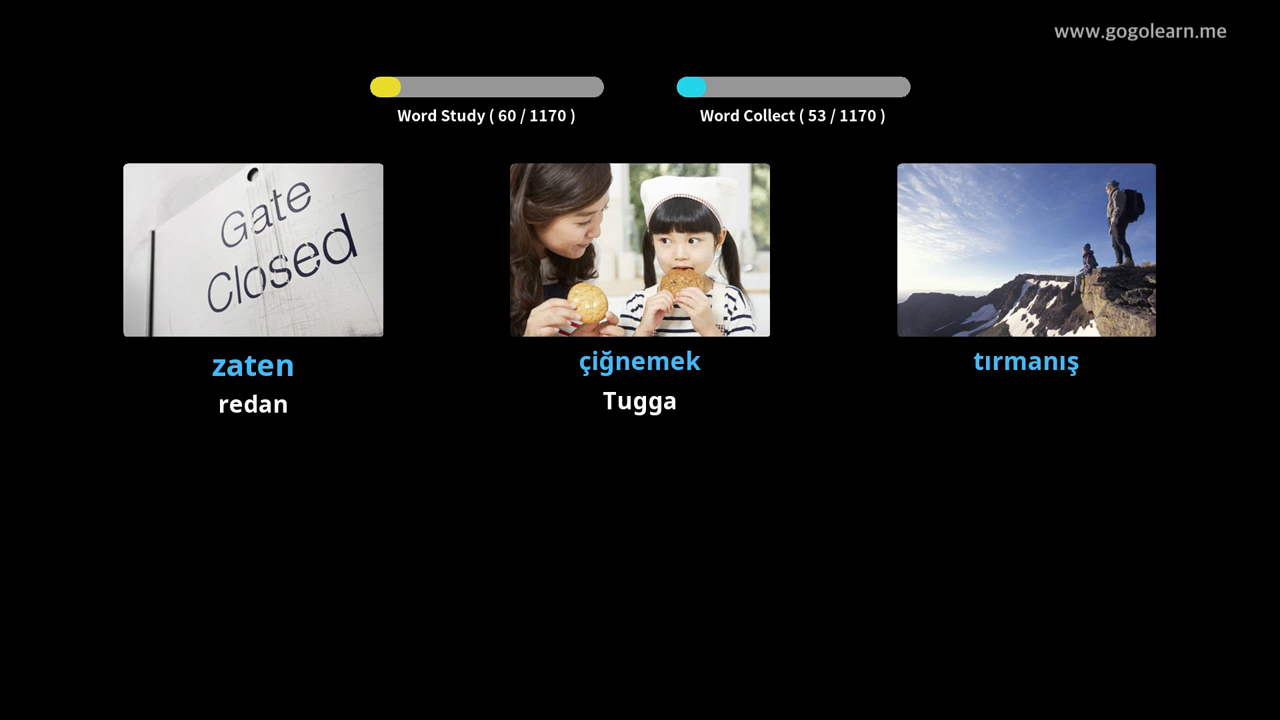 www.gogolearn.me
Word Study ( 60 / 1170 )
Word Collect ( 53 / 1170 )
Gate
Closed
zaten
redan
çiğnemek
Tugga
tırmanış